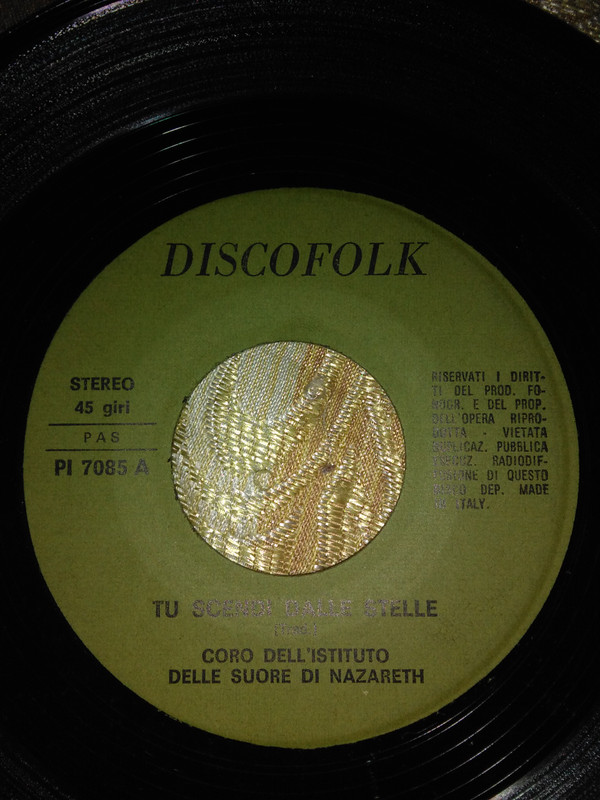 DISCOFOLK
STEREO
45 giri
PAS
PI 7085 A
RISERVATI I DIRIT-
TI DEL PROD. FO-
NOGR. E DEL PROP.
DELL'OPERA RIPRO-
DOTTA - VIETATA
DUPLICAZ. PUBBLICA
RADIODIF-
FUSIONE DI QUESTO
DISCO DEP. MADE
IN ITALY.
TU SCENDI DALLE STELLE
CORO DELL'ISTITUTO
DELLE SUORE DI NAZARETH